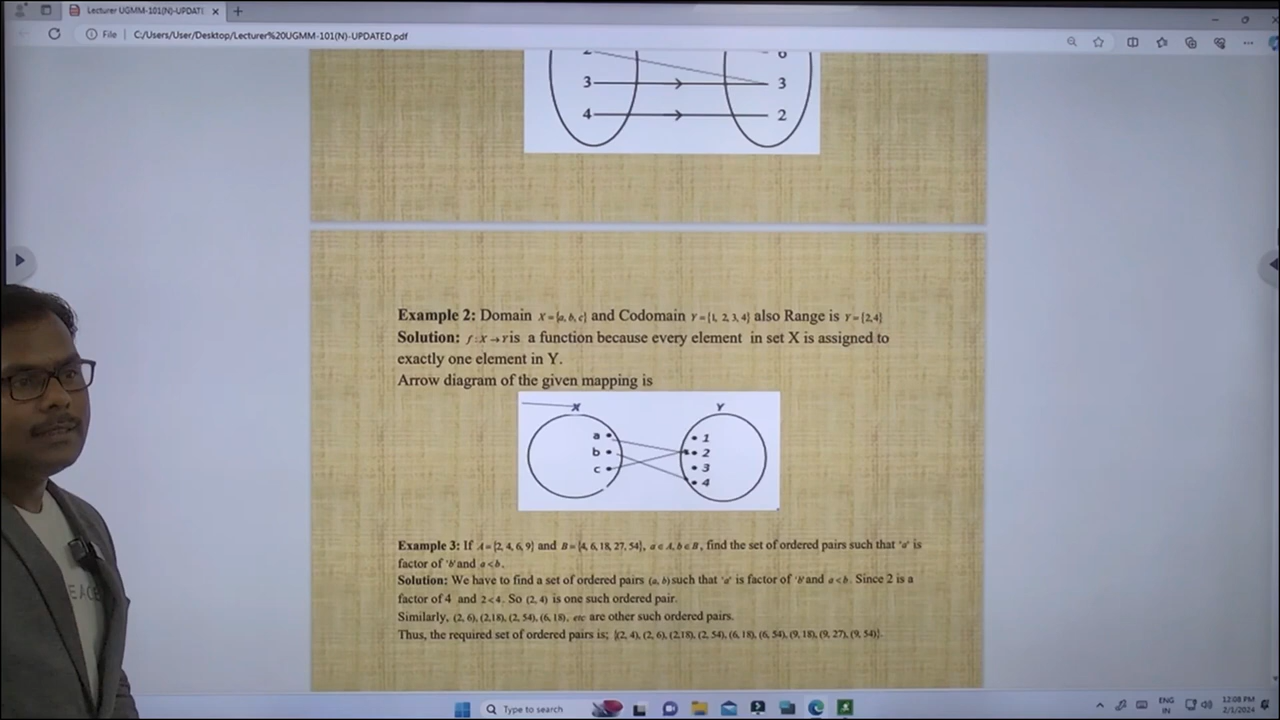 Lecturer UGMM-101(N)-UPDATE
File C:/Users/User/Desktop/Lecturer%20UGMM-101(N)-UPDATED.pdf
3 3
4 2
Example 2: Domain X={a, b, c} and Codomain Y={1, 2, 3, 4} also Range is Y={2,4}
Solution: f:X→Y is a function because every element in set X is assigned to
exactly one element in Y.
Arrow diagram of the given mapping is
X Y
a 1
b 2
c 3
4
Example 3: If A={2, 4, 6, 9} and B={4, 6, 18, 27, 54}, a∈A, b∈B, find the set of ordered pairs such that 'a' is
factor of 'b' and a<b.
Solution: We have to find a set of ordered pairs (a, b) such that 'a' is factor of 'b' and a<b. Since 2 is a
factor of 4 and 2<4. So (2, 4) is one such ordered pair.
Similarly, (2, 6), (2,18), (2, 54), (6, 18), etc are other such ordered pairs.
Thus, the required set of ordered pairs is; {(2, 4), (2, 6), (2,18), (2, 54), (6, 18), (6, 54), (9, 18), (9, 27), (9, 54)}.
EACE
Type to search
ENG
IN
12:08 PM
2/1/2024